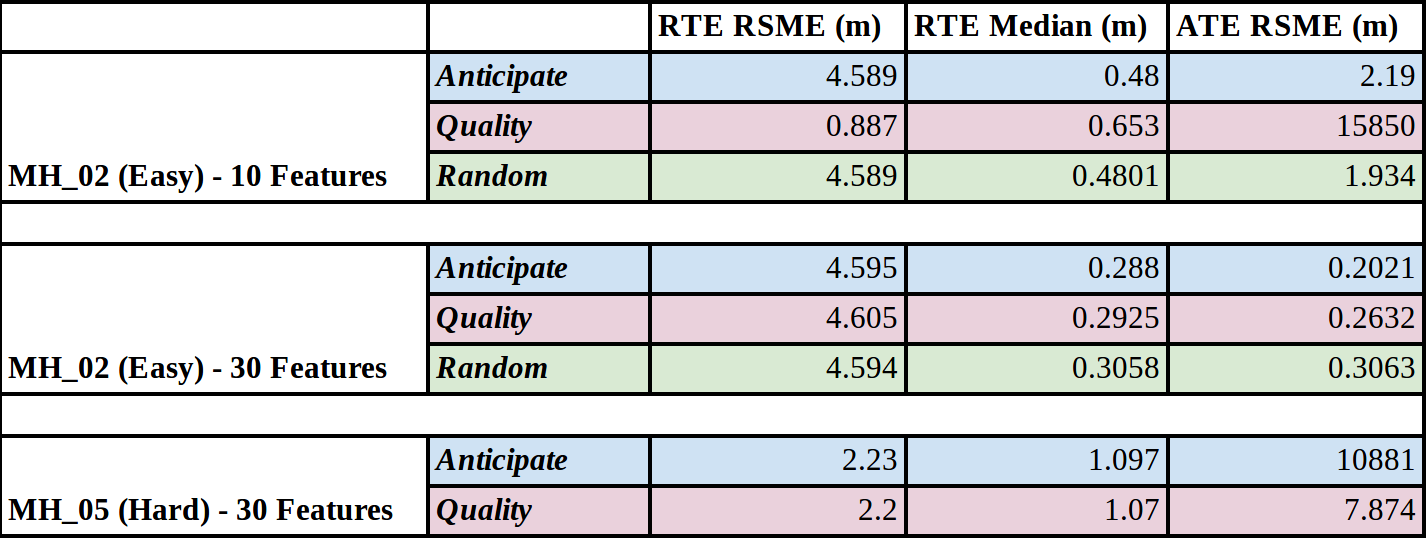 RTE RSME (m) RTE Median (m) ATE RSME (m)
Anticipate 4.589 0.48 2.19
Quality 0.887 0.653 15850
MH_02 (Easy) - 10 Features Random 4.589 0.4801 1.934
Anticipate 4.595 0.288 0.2021
Quality 4.605 0.2925 0.2632
MH_02 (Easy) - 30 Features Random 4.594 0.3058 0.3063
Anticipate 2.23 1.097 10881
MH_05 (Hard) - 30 Features Quality 2.2 1.07 7.874